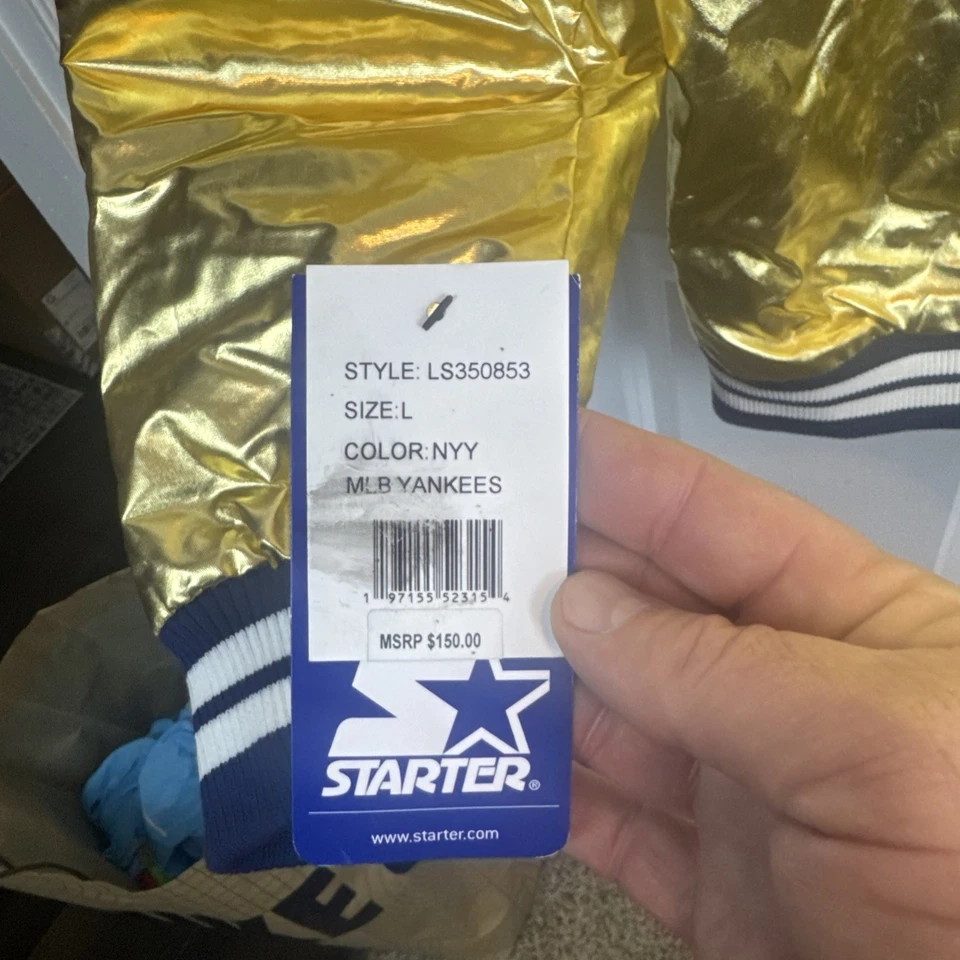 STYLE: LS350853
SIZE:L
COLOR:NYY
MLB YANKEES
1 97155 52315 4
MSRP $150.00
STARTER®
www.starter.com